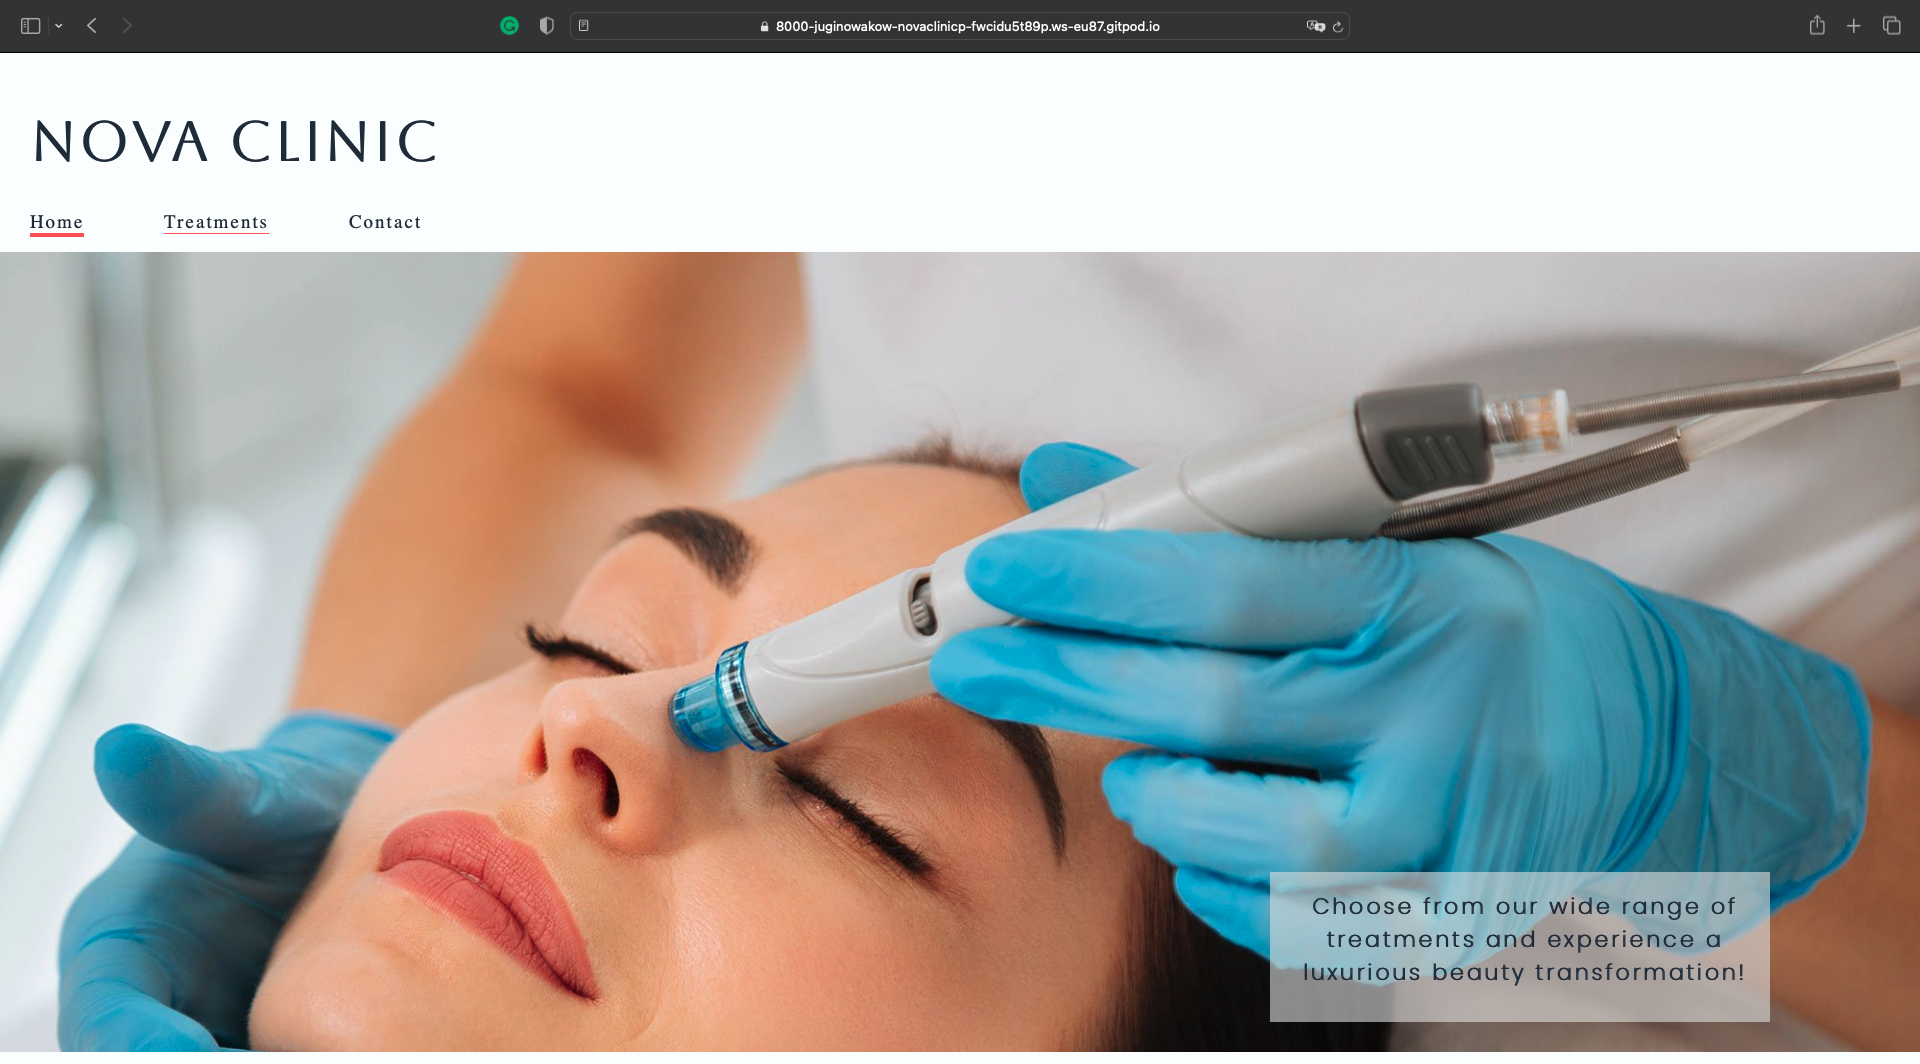 8000-juginowakow-novaclinicp-fwcidu5t89p.ws-eu87.gitpod.io
NOVA CLINIC
Home Treatments Contact
Choose from our wide range of
treatments and experience a
luxurious beauty transformation!